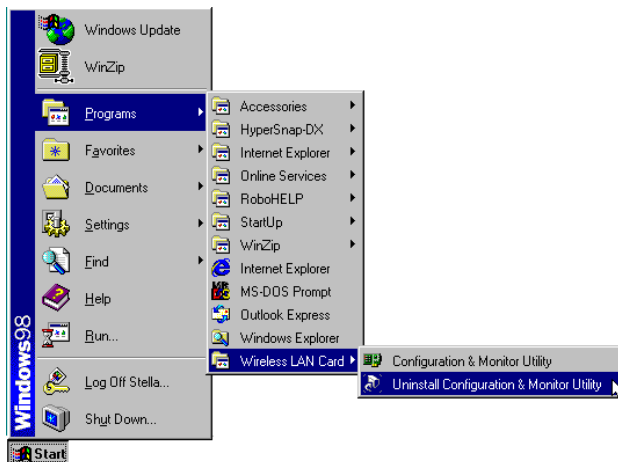 Windows Update
WinZip
Programs
Favorites
Documents
Settings
Find
Help
Run...
Log Off Stella...
Shut Down...
Windows98
Start
Accessories
HyperSnap-DX
Internet Explorer
Online Services
RoboHELP
StartUp
WinZip
Internet Explorer
MS-DOS Prompt
Outlook Express
Windows Explorer
Wireless LAN Card
Configuration & Monitor Utility
Uninstall Configuration & Monitor Utility